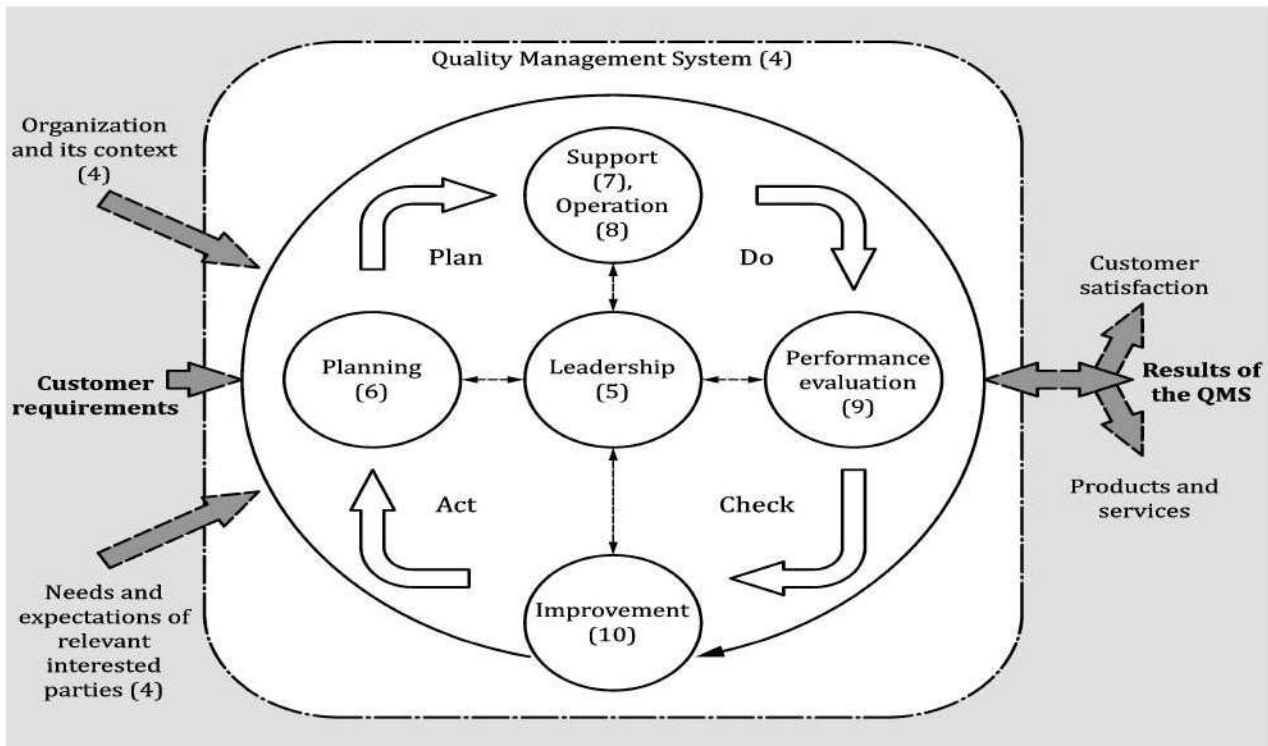 Quality Management System (4)
Organization
and its context
(4)
Support
(7),
Operation
(8)
Plan
Do
Customer
satisfaction
Customer
requirements
Planning
(6)
Leadership
(5)
Performance
evaluation
(9)
Results of
the QMS
Act
Check
Products and
services
Needs and
expectations of
relevant
interested
parties (4)
Improvement
(10)